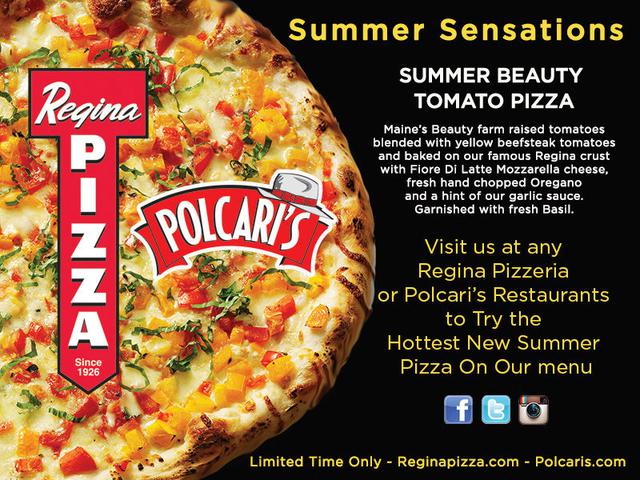 Summer Sensations
SUMMER BEAUTY
TOMATO PIZZA
Maine's Beauty farm raised tomatoes
blended with yellow beefsteak tomatoes
and baked on our famous Regina crust
with Fiore Di Latte Mozzarella cheese,
fresh hand chopped Oregano
and a hint of our garlic sauce.
Garnished with fresh Basil.
Regina
PIZZA
Since
1926
POLCARI'S
Visit us at any
Regina Pizzeria
or Polcari's Restaurants
to Try the
Hottest New Summer
Pizza On Our menu
Limited Time Only - Reginapizza.com - Polcaris.com